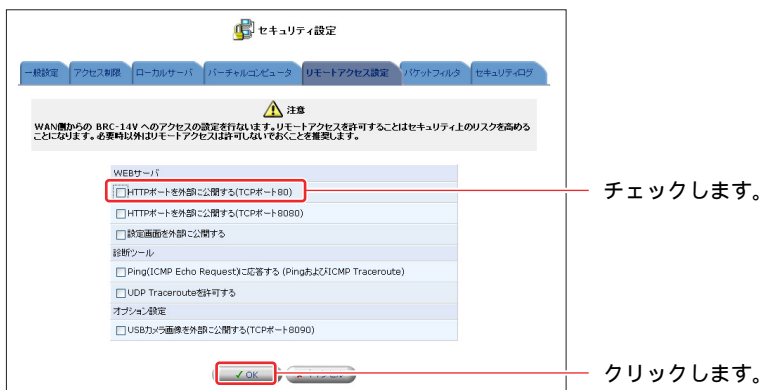 セキュリティ設定
一般設定 アクセス制限 ローカルサーバ バーチャルコンピュータ リモートアクセス設定 パケットフィルタ セキュリティログ
注意
WAN側からの BRC-14V へのアクセスの設定を行ないます。リモートアクセスを許可することはセキュリティ上のリスクを高める
ことになります。必要時以外はリモートアクセスは許可しないでおくことを推奨します。
WEBサーバ
HTTPポートを外部に公開する(TCPポート80)
チェックします。
HTTPポートを外部に公開する(TCPポート8080)
設定画面を外部に公開する
診断ツール
Ping(ICMP Echo Request)に応答する (PingおよびICMP Traceroute)
UDP Tracerouteを許可する
オプション設定
USBカメラ画像を外部に公開する(TCPポート8090)
OK
クリックします。